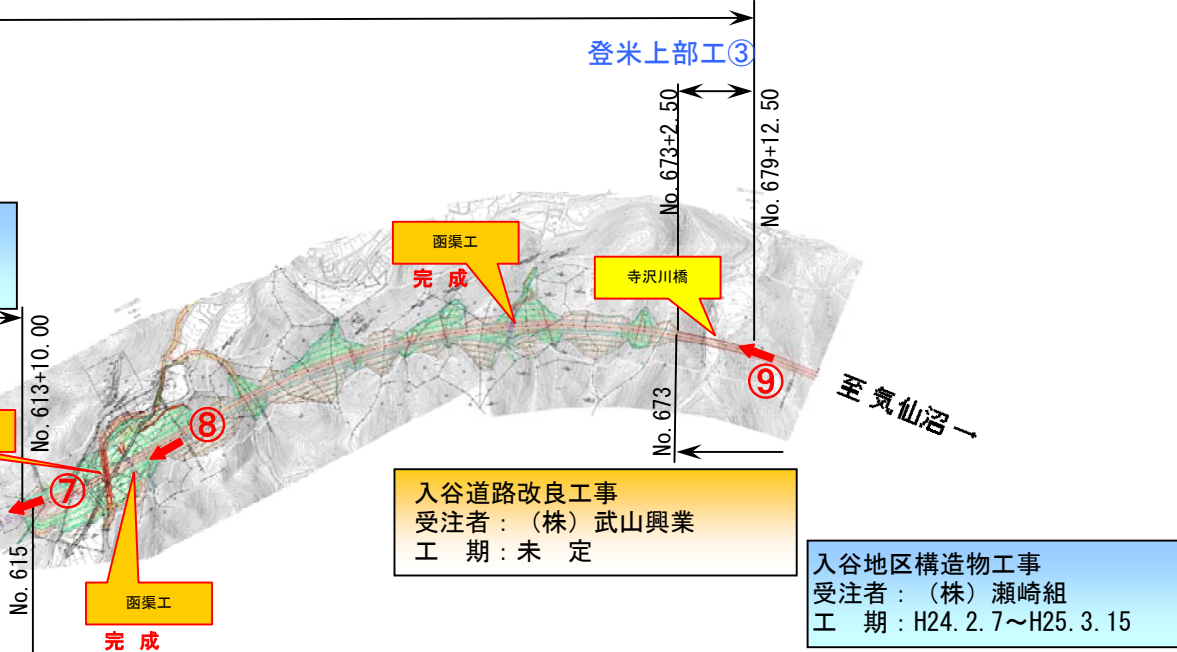 登米上部工③
No. 673+2. 50
No. 679+12. 50
函渠工
完 成
寺沢川橋
No. 613+10. 00
⑨
至 気仙沼 →
⑧
No. 673
⑦
入谷道路改良工事
受注者：（株）武山興業
工　期：未　定
No. 615
函渠工
完 成
入谷地区構造物工事
受注者：（株）瀬崎組
工　期：H24. 2. 7～H25. 3. 15